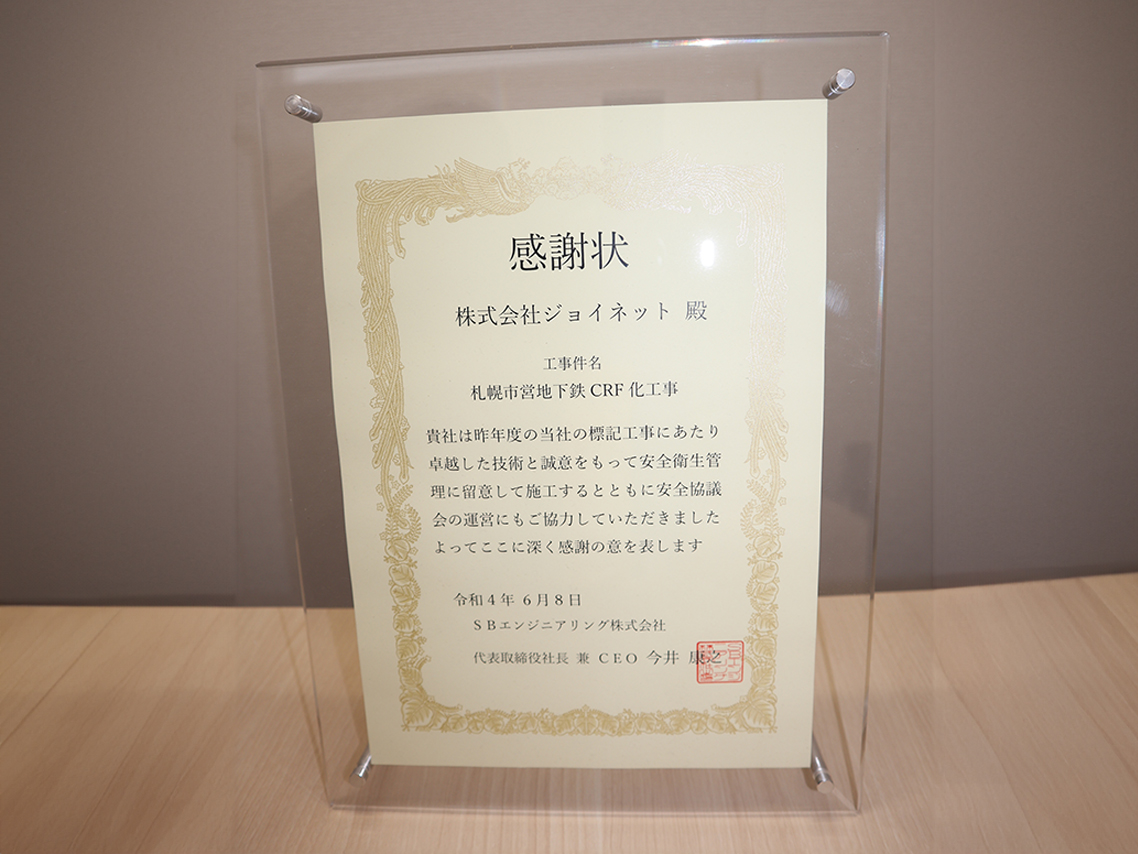 感謝状
株式会社ジョイネット 殿
工事件名
札幌市営地下鉄 CRF 化工事
貴社は昨年度の当社の標記工事にあたり
卓越した技術と誠意をもって安全衛生管
理に留意して施工するとともに安全協議
会の運営にもご協力していただきました
よってここに深く感謝の意を表します
令和4年 6月8日
SBエンジニアリング株式会社
代表取締役社長 兼 CEO 今井 康之